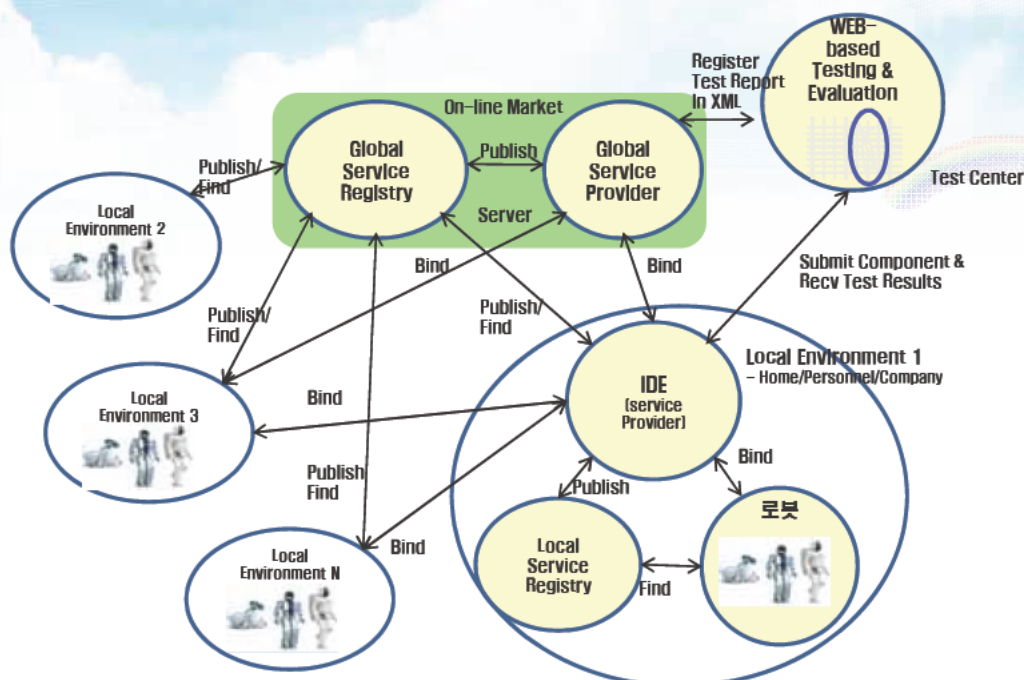 WEB-
based
Testing &
Evaluation
Register
Test Report
in XML
On-line Market
Global
Service
Registry
Publish
Global
Service
Provider
Test Center
Publish/
Find
Local
Environment 2
Server
Bind
Bind
Submit Component &
Recv Test Results
Publish/
Find
Publish/
Find
Local Environment 1
- Home/Personnel/Company
IDE
(service
Provider)
Local
Environment 3
Bind
Publish
Find
Bind
Publish
로봇
Local
Service
Registry
Find
Bind
Local
Environment N